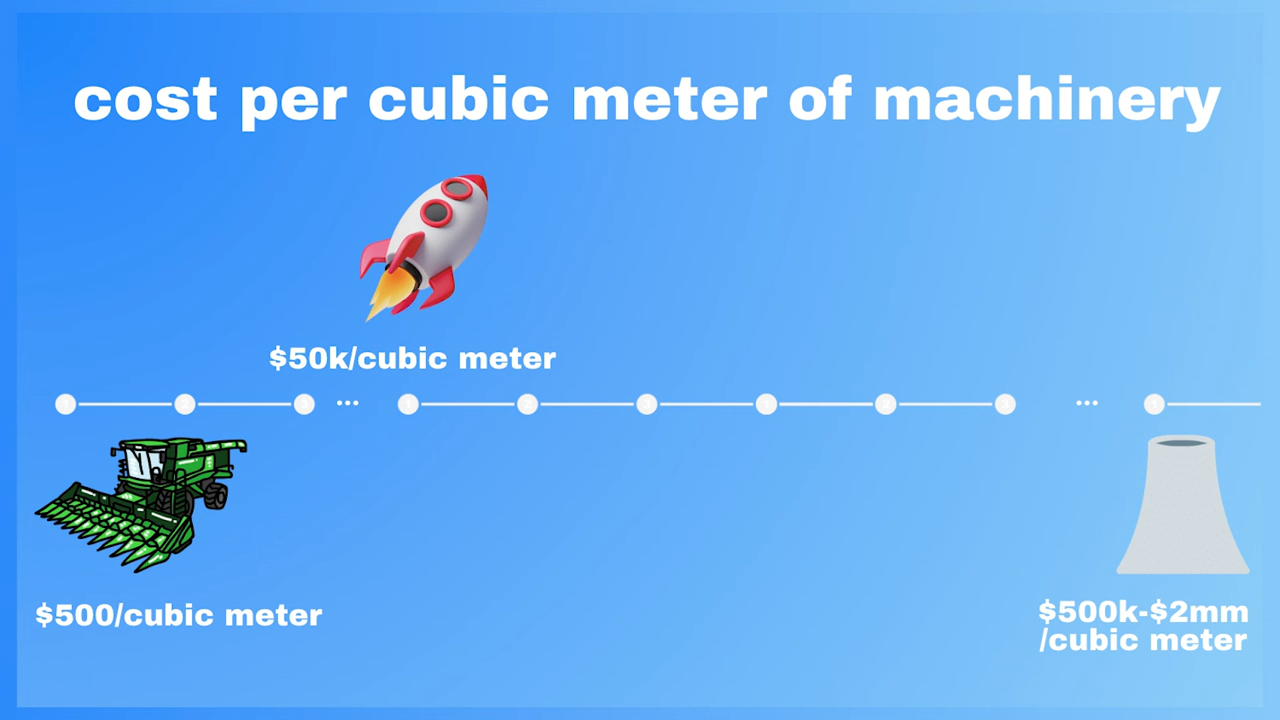 cost per cubic meter of machinery
$50k/cubic meter
$500/cubic meter
$500k-$2mm
/cubic meter